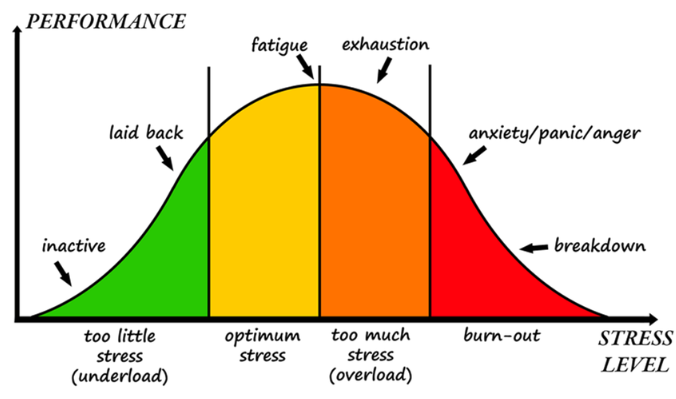 PERFORMANCE
fatigue
exhaustion
laid back
anxiety/panic/anger
inactive
breakdown
too little
stress
(underload)
optimum
stress
too much
stress
(overload)
burn-out
STRESS
LEVEL